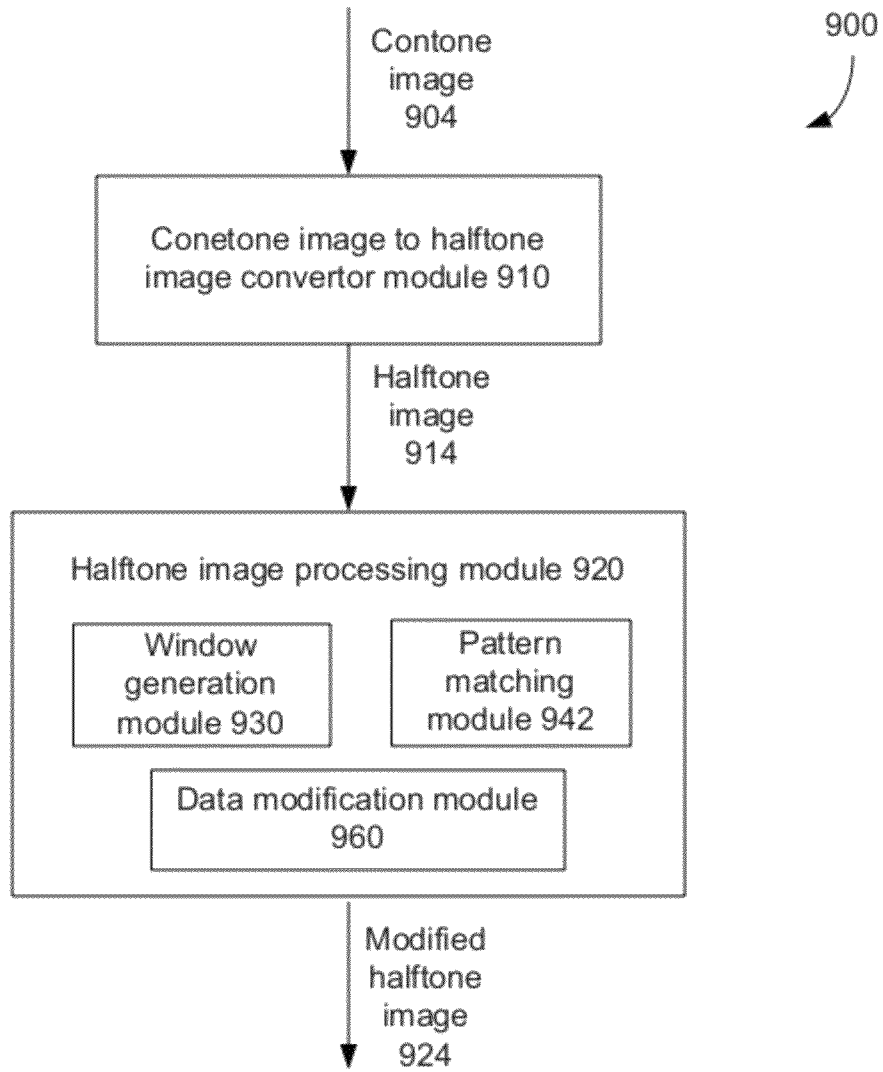 900
Contone
image
904
Conetone image to halftone
image convertor module 910
Halftone
image
914
Halftone image processing module 920
Window
generation
module 930
Pattern
matching
module 942
Data modification module
960
Modified
halftone
image
924